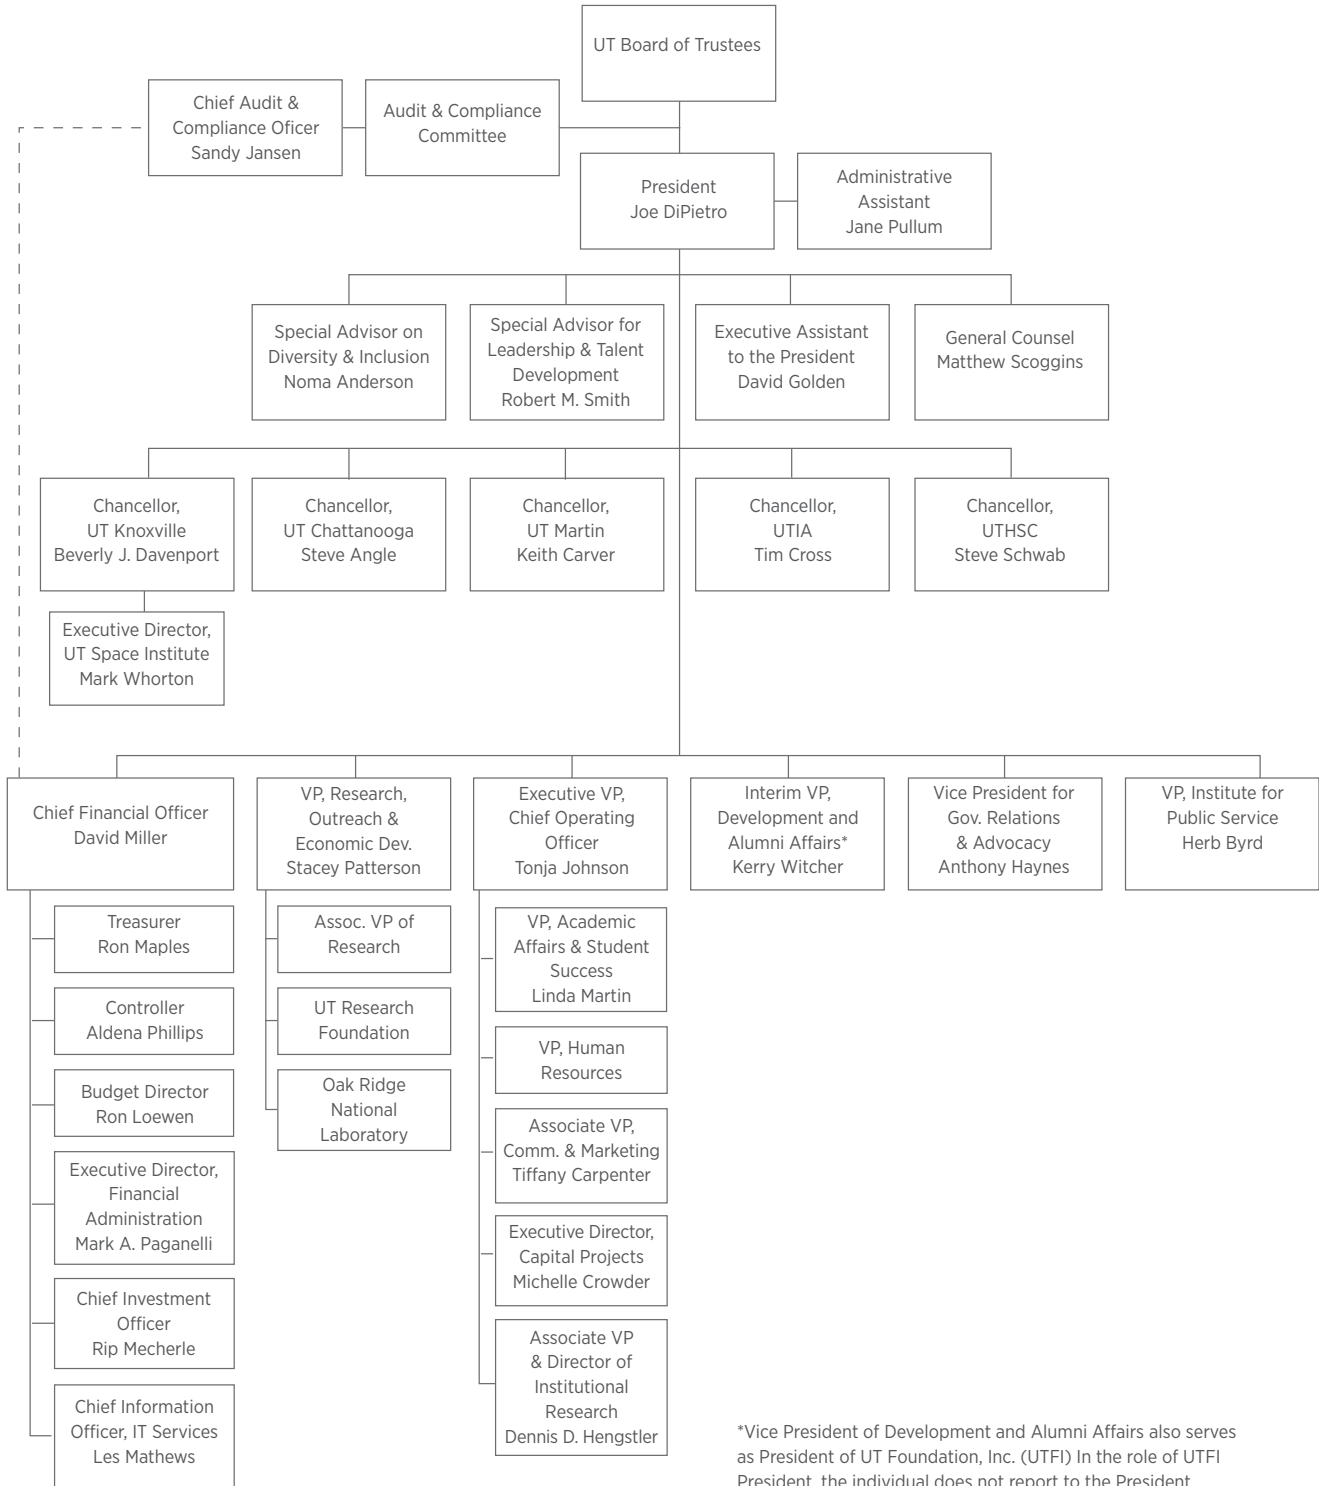 UT Board of Trustees
Chief Audit &
Compliance Oficer
Sandy Jansen
Audit & Compliance
Committee
President
Joe DiPietro
Administrative
Assistant
Jane Pullum
Special Advisor on
Diversity & Inclusion
Noma Anderson
Special Advisor for
Leadership & Talent
Development
Robert M. Smith
Executive Assistant
to the President
David Golden
General Counsel
Matthew Scoggins
Chancellor,
UT Knoxville
Beverly J. Davenport
Chancellor,
UT Chattanooga
Steve Angle
Chancellor,
UT Martin
Keith Carver
Chancellor,
UTIA
Tim Cross
Chancellor,
UTHSC
Steve Schwab
Executive Director,
UT Space Institute
Mark Whorton
Chief Financial Officer
David Miller
VP, Research,
Outreach &
Economic Dev.
Stacey Patterson
Executive VP,
Chief Operating
Officer
Tonja Johnson
Interim VP,
Development and
Alumni Affairs*
Kerry Witcher
Vice President for
Gov. Relations
& Advocacy
Anthony Haynes
VP, Institute for
Public Service
Herb Byrd
Treasurer
Ron Maples
Controller
Aldena Phillips
Budget Director
Ron Loewen
Executive Director,
Financial
Administration
Mark A. Paganelli
Chief Investment
Officer
Rip Mecherle
Chief Information
Officer, IT Services
Les Mathews
Assoc. VP of
Research
UT Research
Foundation
Oak Ridge
National
Laboratory
VP, Academic
Affairs & Student
Success
Linda Martin
VP, Human
Resources
Associate VP,
Comm. & Marketing
Tiffany Carpenter
Executive Director,
Capital Projects
Michelle Crowder
Associate VP
& Director of
Institutional
Research
Dennis D. Hengstler
*Vice President of Development and Alumni Affairs also serves
as President of UT Foundation, Inc. (UTFI) In the role of UTFI
President, the individual does not report to the President